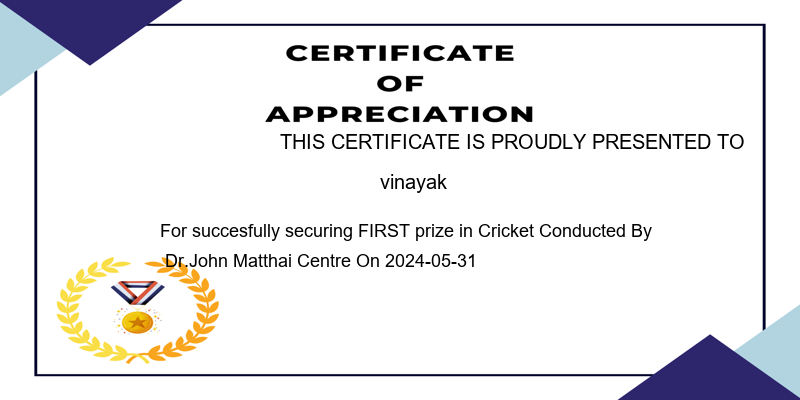 CERTIFICATE
OF
APPRECIATION
THIS CERTIFICATE IS PROUDLY PRESENTED TO
vinayak
For succesfully securing FIRST prize in Cricket Conducted By
Dr.John Matthai Centre On 2024-05-31